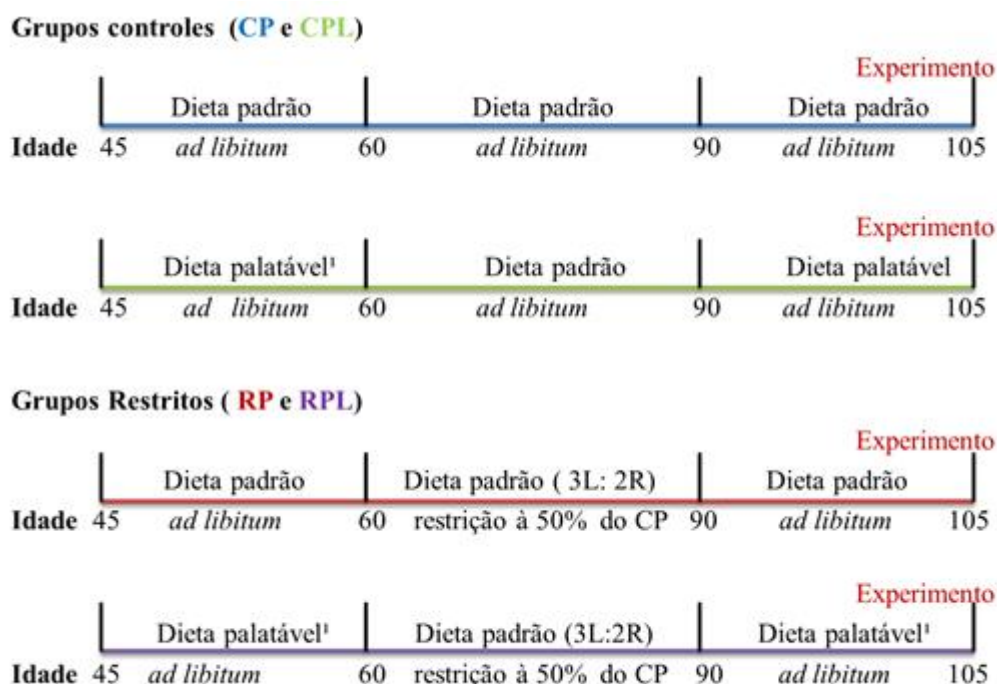 Grupos controles (CP e CPL)
Experimento
Dieta padrão Dieta padrão Dieta padrão
Idade 45 ad libitum 60 ad libitum 90 ad libitum 105
Experimento
Dieta palatável¹ Dieta padrão Dieta palatável
Idade 45 ad libitum 60 ad libitum 90 ad libitum 105
Grupos Restritos ( RP e RPL)
Experimento
Dieta padrão Dieta padrão ( 3L: 2R) Dieta padrão
Idade 45 ad libitum 60 restrição à 50% do CP 90 ad libitum 105
Experimento
Dieta palatável¹ Dieta padrão (3L:2R) Dieta palatável¹
Idade 45 ad libitum 60 restrição à 50% do CP 90 ad libitum 105